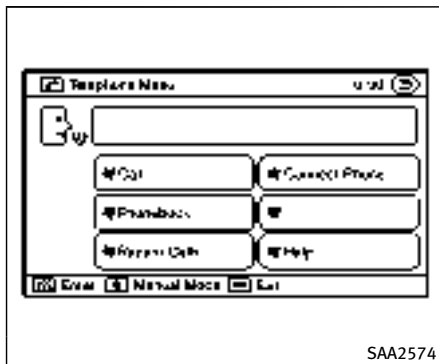 Telephone Menu
Call
Connect Phone
Phonebook
Recent Calls
Help
Enter Manual Mode Exit
SAA2574